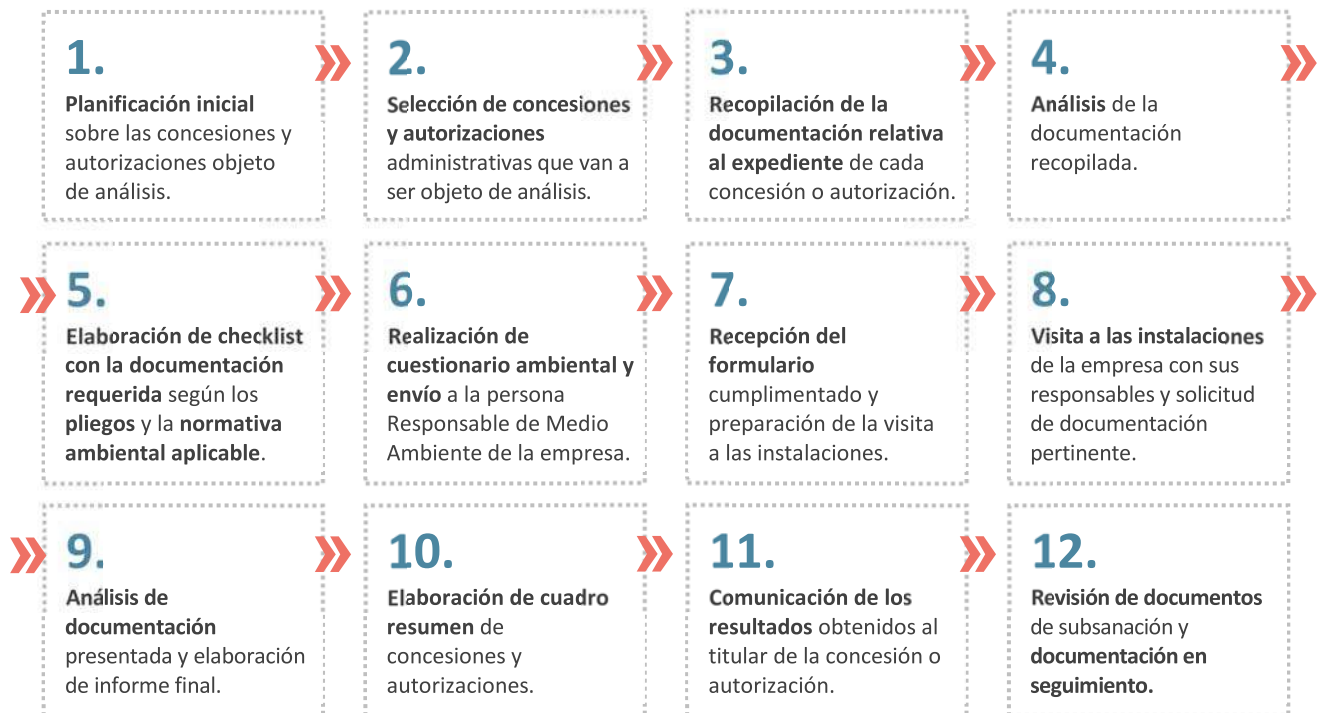 1.
Planificación inicial
sobre las concesiones y
autorizaciones objeto
de análisis.
2.
Selección de concesiones
y autorizaciones
administrativas que van a
ser objeto de análisis.
3.
Recopilación de la
documentación relativa
al expediente de cada
concesión o autorización.
4.
Análisis de la
documentación
recopilada.
5.
Elaboración de checklist
con la documentación
requerida según los
pliegos y la normativa
ambiental aplicable.
6.
Realización de
cuestionario ambiental y
envío a la persona
Responsable de Medio
Ambiente de la empresa.
7.
Recepción del
formulario
cumplimentado y
preparación de la visita
a las instalaciones.
8.
Visita a las instalaciones
de la empresa con sus
responsables y solicitud
de documentación
pertinente.
9.
Análisis de
documentación
presentada y elaboración
de informe final.
10.
Elaboración de cuadro
resumen de
concesiones y
autorizaciones.
11.
Comunicación de los
resultados obtenidos al
titular de la concesión o
autorización.
12.
Revisión de documentos
de subsanación y
documentación en
seguimiento.